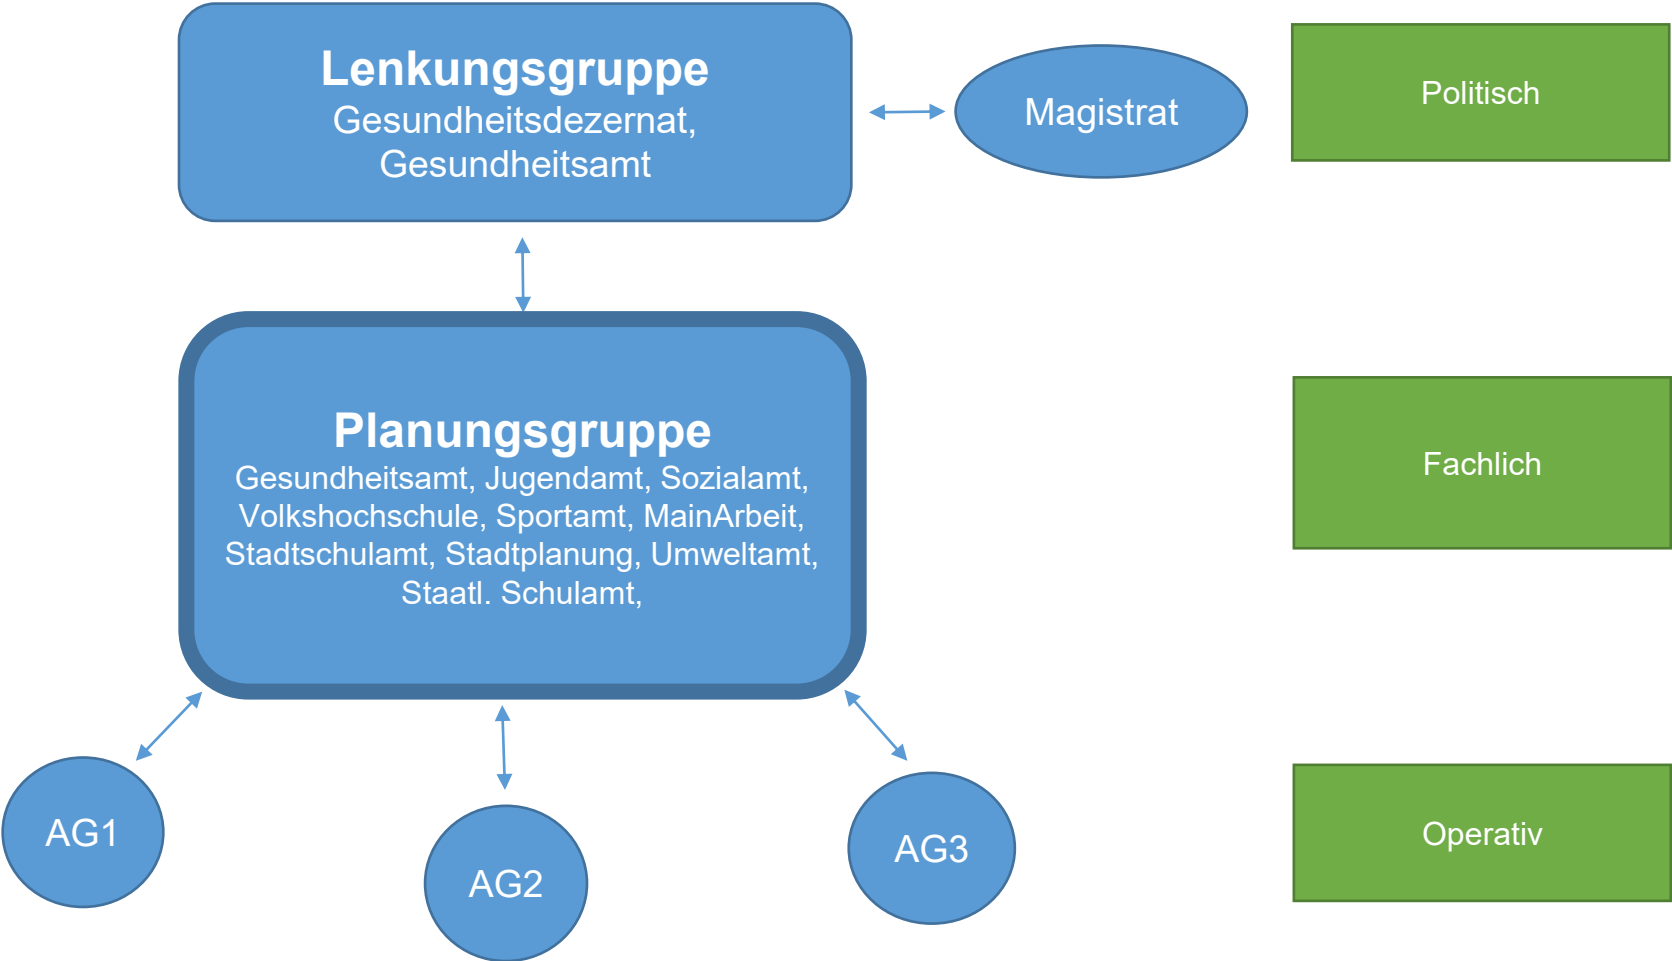 Lenkungsgruppe
Gesundheitsdezernat,
Gesundheitsamt
Magistrat
Politisch
Planungsgruppe
Gesundheitsamt, Jugendamt, Sozialamt,
Volkshochschule, Sportamt, MainArbeit,
Stadtschulamt, Stadtplanung, Umweltamt,
Staatl. Schulamt,
Fachlich
AG1
AG2
AG3
Operativ